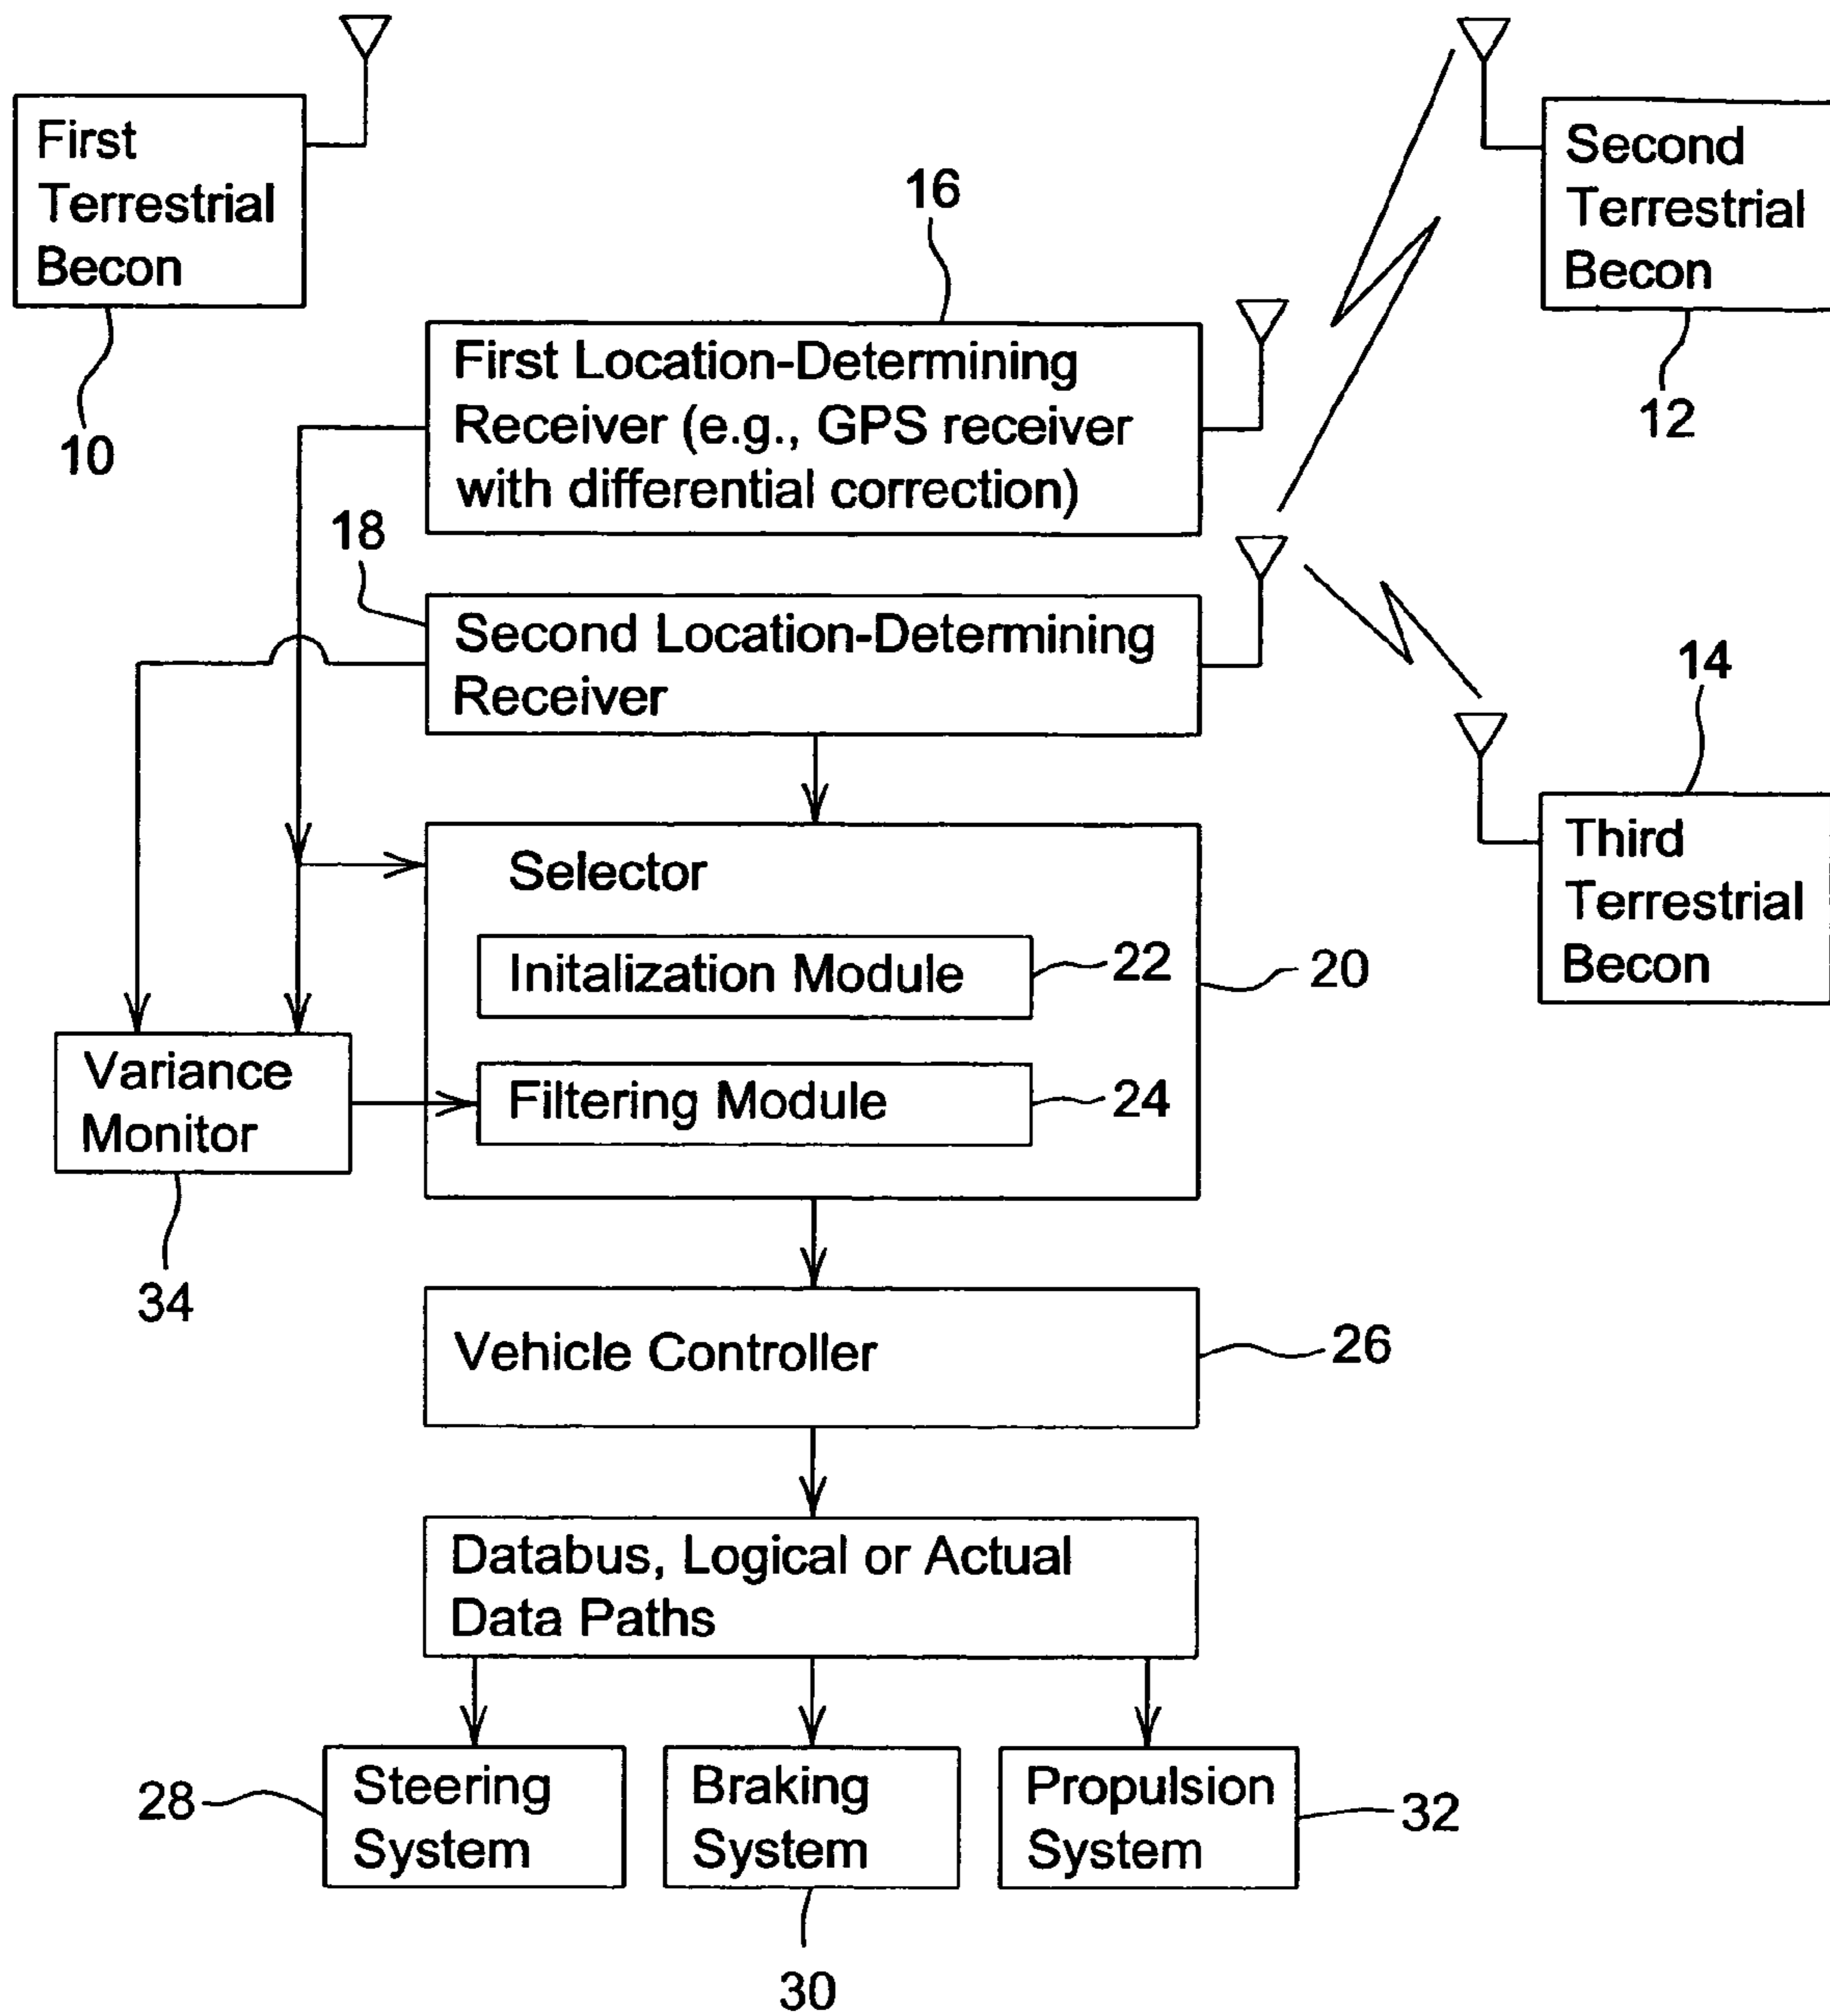 First
Terrestrial
Becon
10
Second
Terrestrial
Becon
12
16
First Location-Determining
Receiver (e.g., GPS receiver
with differential correction)
18
Second Location-Determining
Receiver
14
Third
Terrestrial
Becon
Selector
Initalization Module
22
20
Variance
Monitor
34
Filtering Module
24
Vehicle Controller
26
Databus, Logical or Actual
Data Paths
28
Steering
System
Braking
System
30
Propulsion
System
32